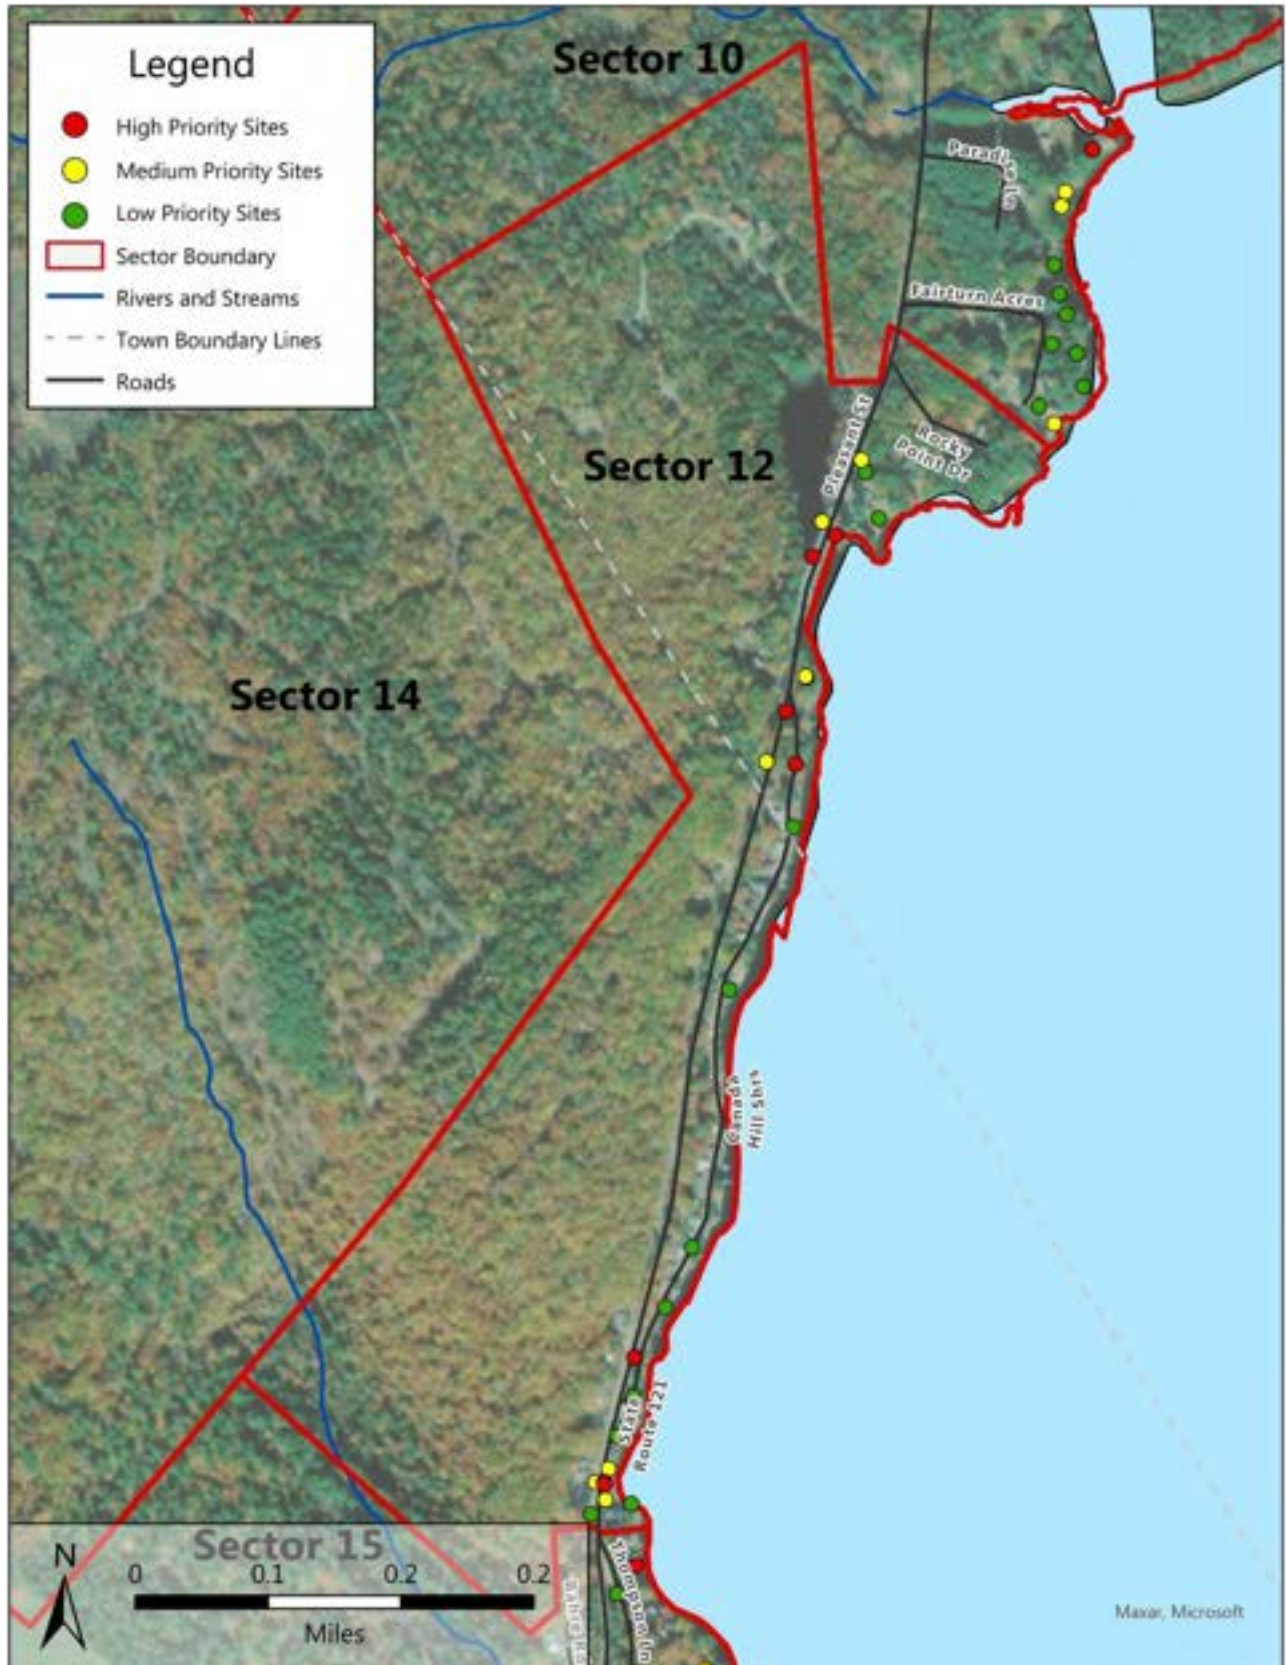 Legend
High Priority Sites
Medium Priority Sites
Low Priority Sites
Sector Boundary
Rivers and Streams
Town Boundary Lines
Roads
Sector 10
Paradise Ln
Fairturn Acres
Pleasant St
Rocky
Point Dr
Sector 12
Sector 14
Canada
Hill Shrs
State
Route 121
Sector 15
Thompson Ln
N
0
0.1
0.2
0.2
Miles
Maxar, Microsoft